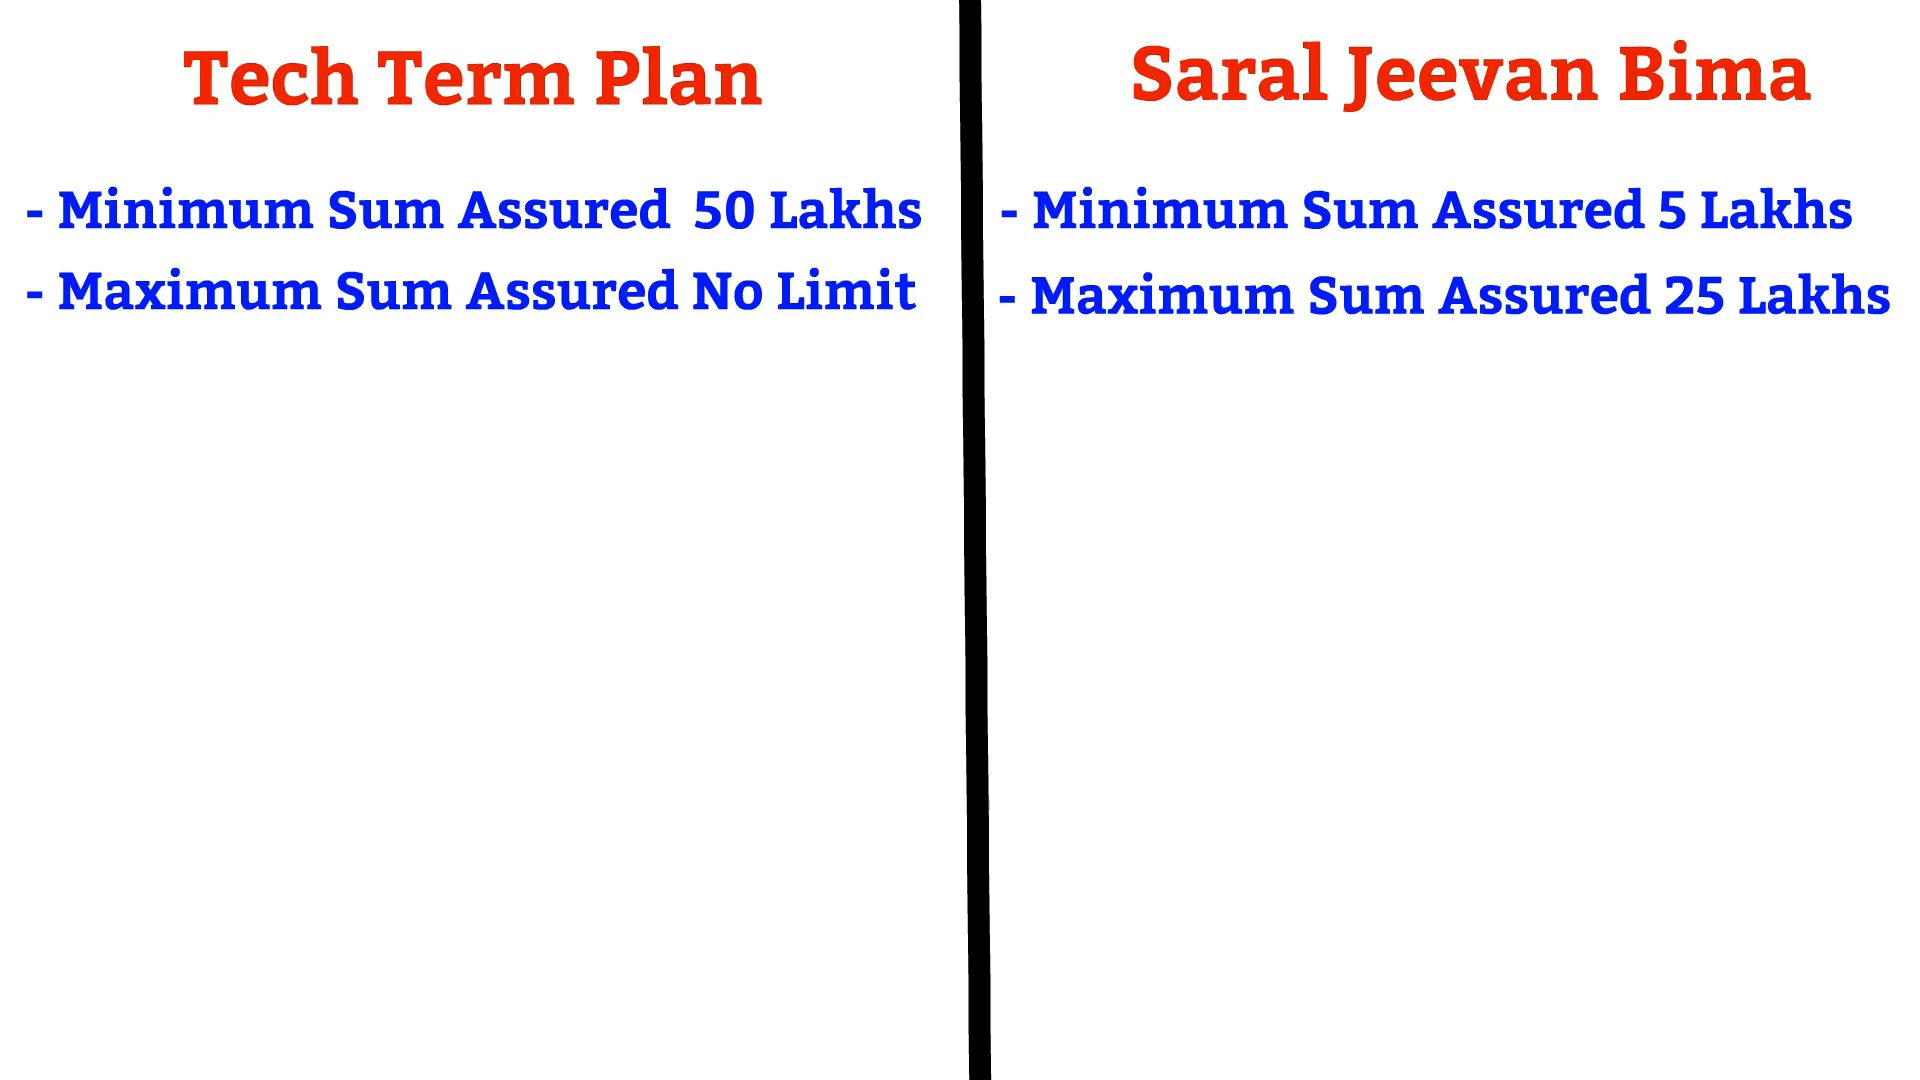 Tech Term Plan
- Minimum Sum Assured 50 Lakhs
- Maximum Sum Assured No Limit
Saral Jeevan Bima
- Minimum Sum Assured 5 Lakhs
- Maximum Sum Assured 25 Lakhs